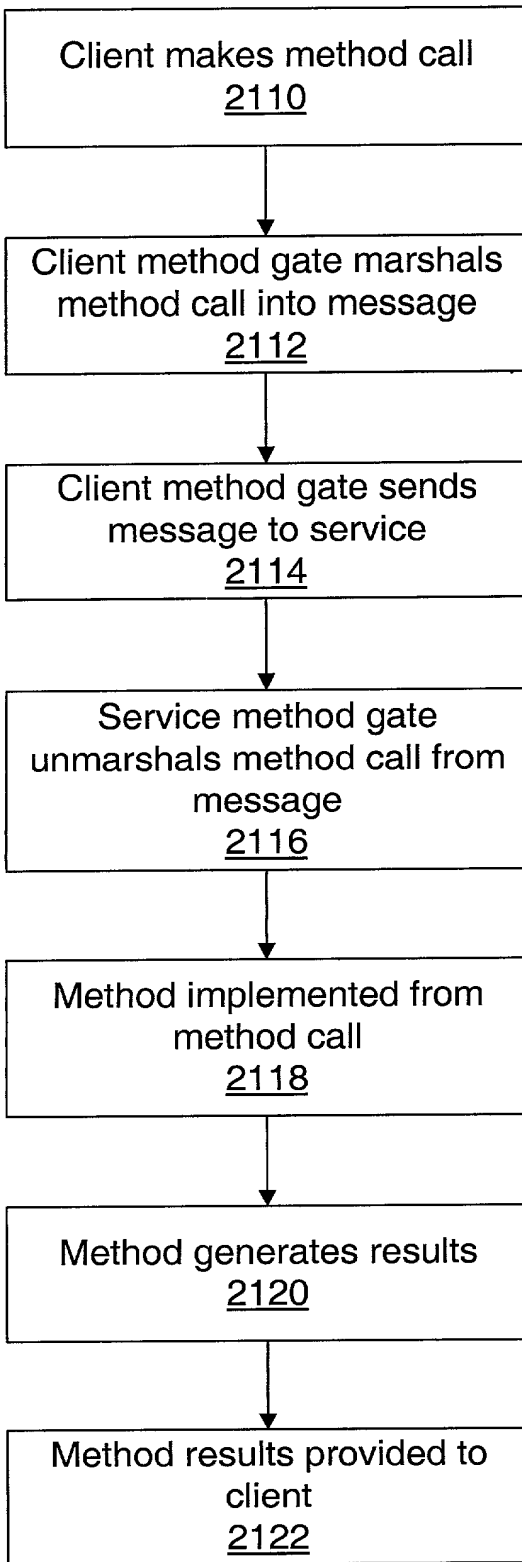 Client makes method call
2110
Client method gate marshals
method call into message
2112
Client method gate sends
message to service
2114
Service method gate
unmarshals method call from
message
2116
Method implemented from
method call
2118
Method generates results
2120
Method results provided to
client
2122